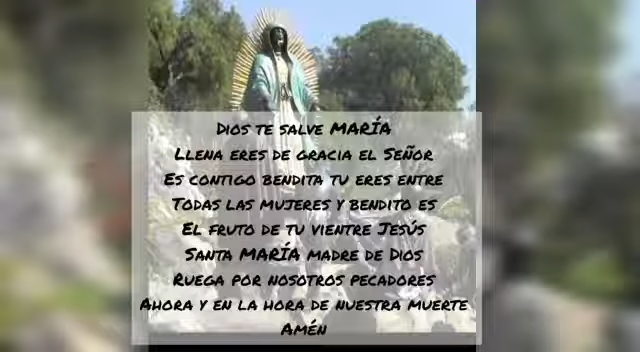 Dios te salve MARÍA
Llena eres de gracia el Señor
Es contigo bendita tu eres entre
Todas las mujeres y bendito es
El fruto de tu vientre Jesús
Santa MARÍA madre de Dios
Ruega por nosotros pecadores
Ahora y en la hora de nuestra muerte
Amén